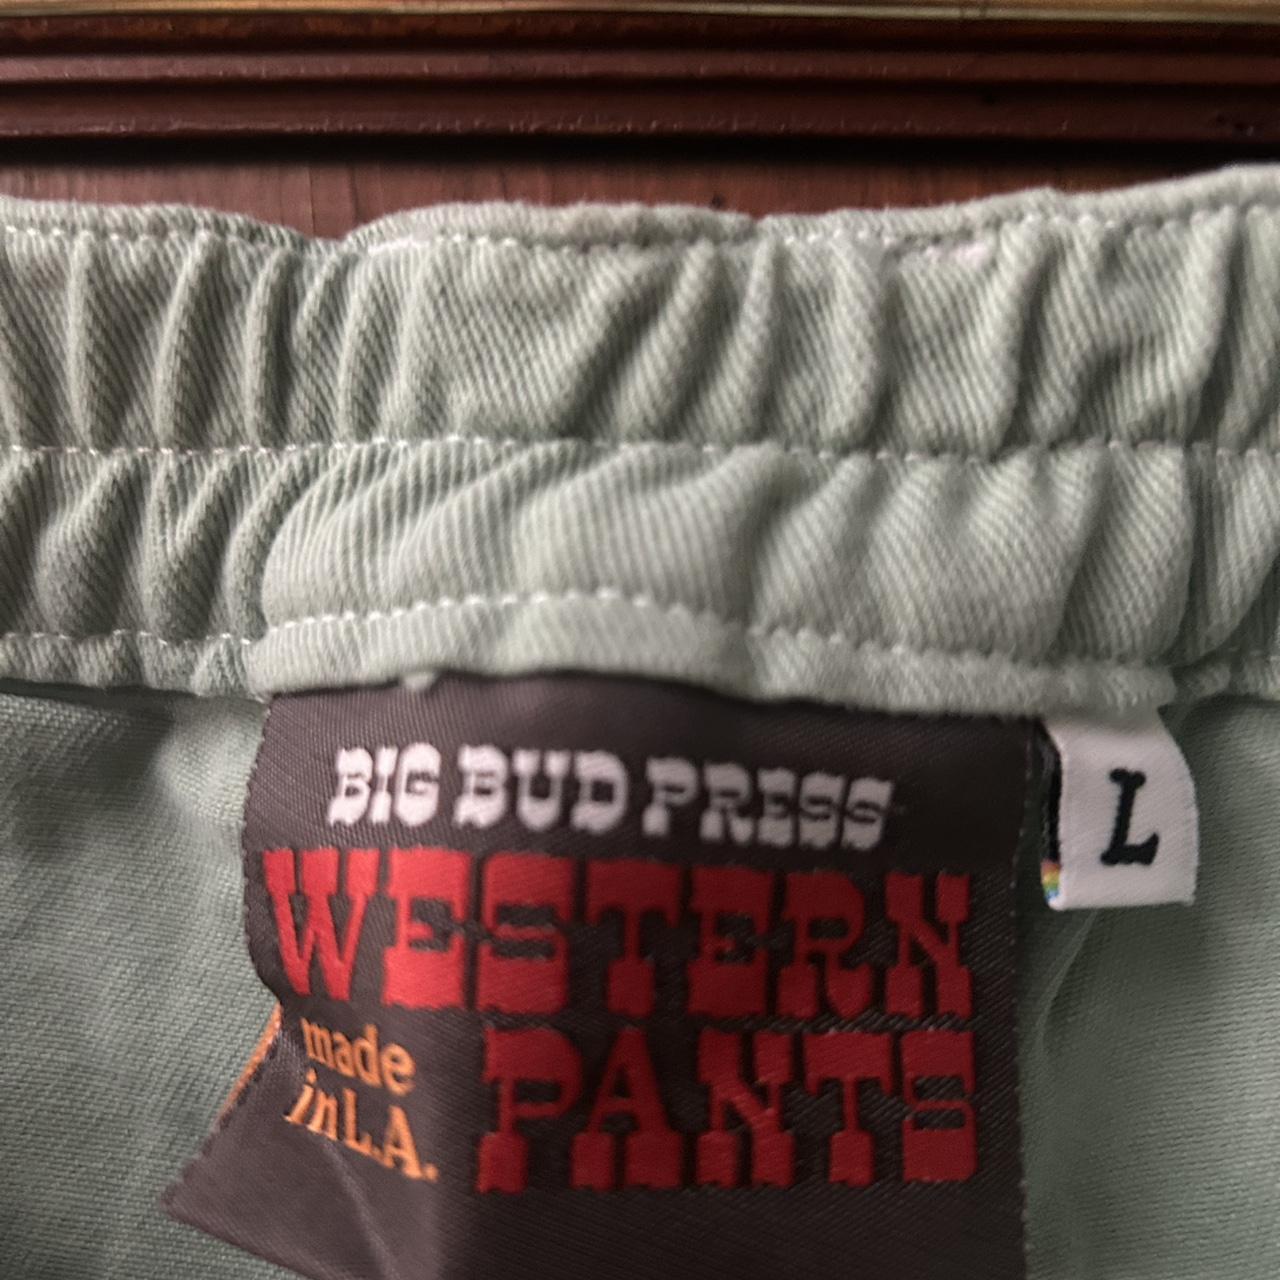 BIG BUD PRESS
WESTERN
PANTS
made
in L.A.
L